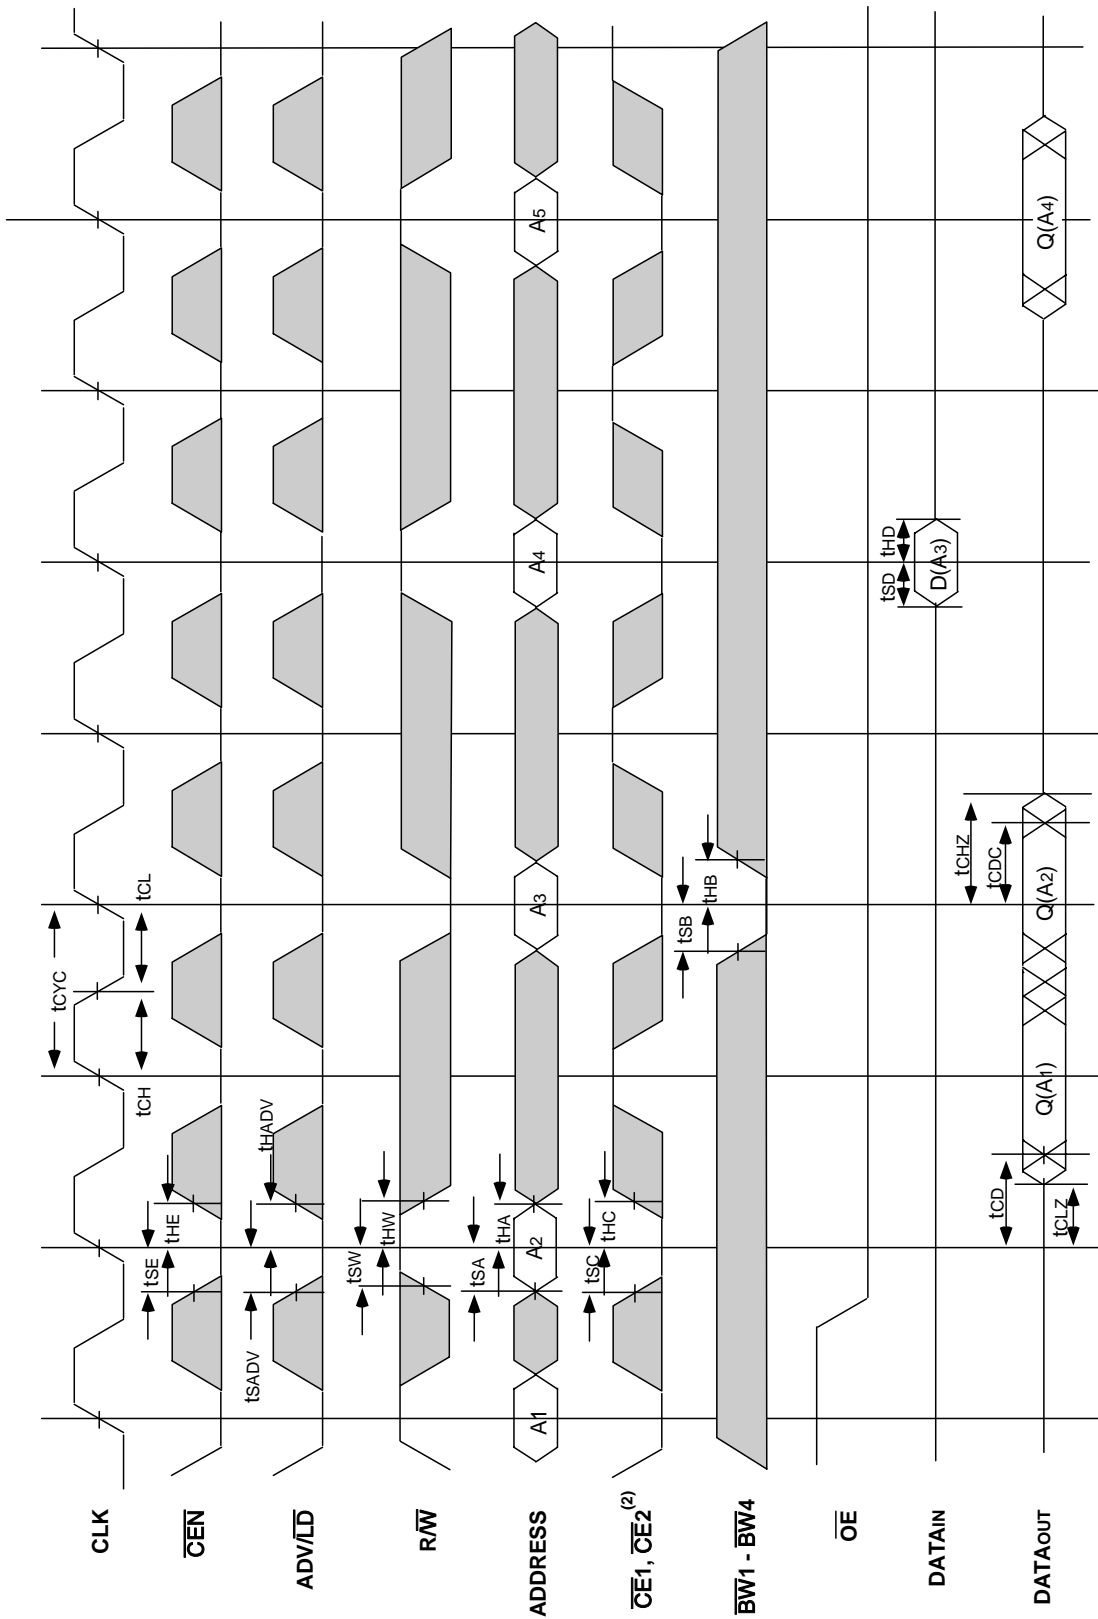 CLK
tCYC
tCH
tCL
CEN
tSE
tHE
ADV/LD
tSADV
tHADV
R/W
tSW
tHW
ADDRESS
A1
A2
A3
A4
A5
tSA
tHA
CE1, CE2(2)
tSC
tHC
BW1 - BW4
tSB
tHB
OE
DATAIN
D(A3)
tSD
tHD
DATAOUT
tCD
tCLZ
Q(A1)
Q(A2)
tCHZ
tCDC
Q(A4)